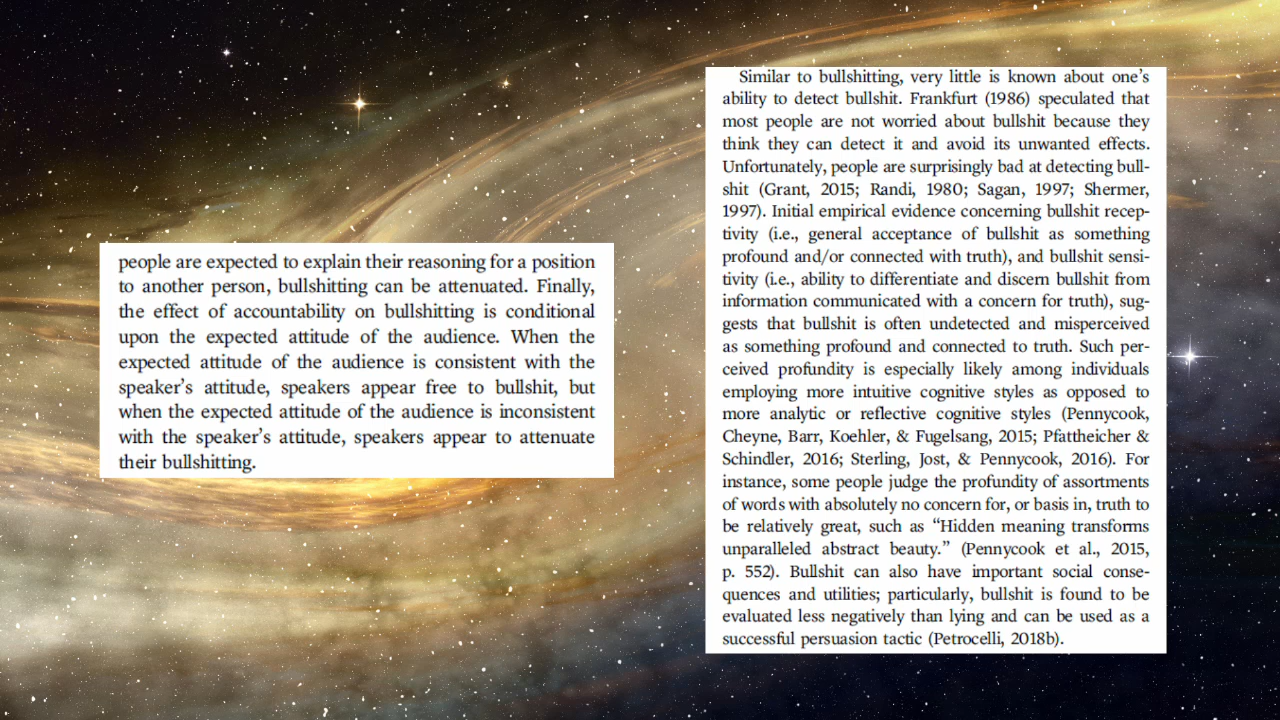 people are expected to explain their reasoning for a position
to another person, bullshitting can be attenuated. Finally,
the effect of accountability on bullshitting is conditional
upon the expected attitude of the audience. When the
expected attitude of the audience is consistent with the
speaker's attitude, speakers appear free to bullshit, but
when the expected attitude of the audience is inconsistent
with the speaker's attitude, speakers appear to attenuate
their bullshitting.
Similar to bullshitting, very little is known about one's
ability to detect bullshit. Frankfurt (1986) speculated that
most people are not worried about bullshit because they
think they can detect it and avoid its unwanted effects.
Unfortunately, people are surprisingly bad at detecting bull-
shit (Grant, 2015; Randi, 1980; Sagan, 1997; Shermer,
1997). Initial empirical evidence concerning bullshit recep-
tivity (i.e., general acceptance of bullshit as something
profound and/or connected with truth), and bullshit sensi-
tivity (i.e., ability to differentiate and discern bullshit from
information communicated with a concern for truth), sug-
gests that bullshit is often undetected and misperceived
as something profound and connected to truth. Such per-
ceived profundity is especially likely among individuals
employing more intuitive cognitive styles as opposed to
more analytic or reflective cognitive styles (Pennycook,
Cheyne, Barr, Koehler, & Fugelsang, 2015; Pfattheicher &
Schindler, 2016; Sterling, Jost, & Pennycook, 2016). For
instance, some people judge the profundity of assortments
of words with absolutely no concern for, or basis in, truth to
be relatively great, such as “Hidden meaning transforms
unparalleled abstract beauty.” (Pennycook et al., 2015,
p. 552). Bullshit can also have important social conse-
quences and utilities; particularly, bullshit is found to be
evaluated less negatively than lying and can be used as a
successful persuasion tactic (Petrocelli, 2018b).